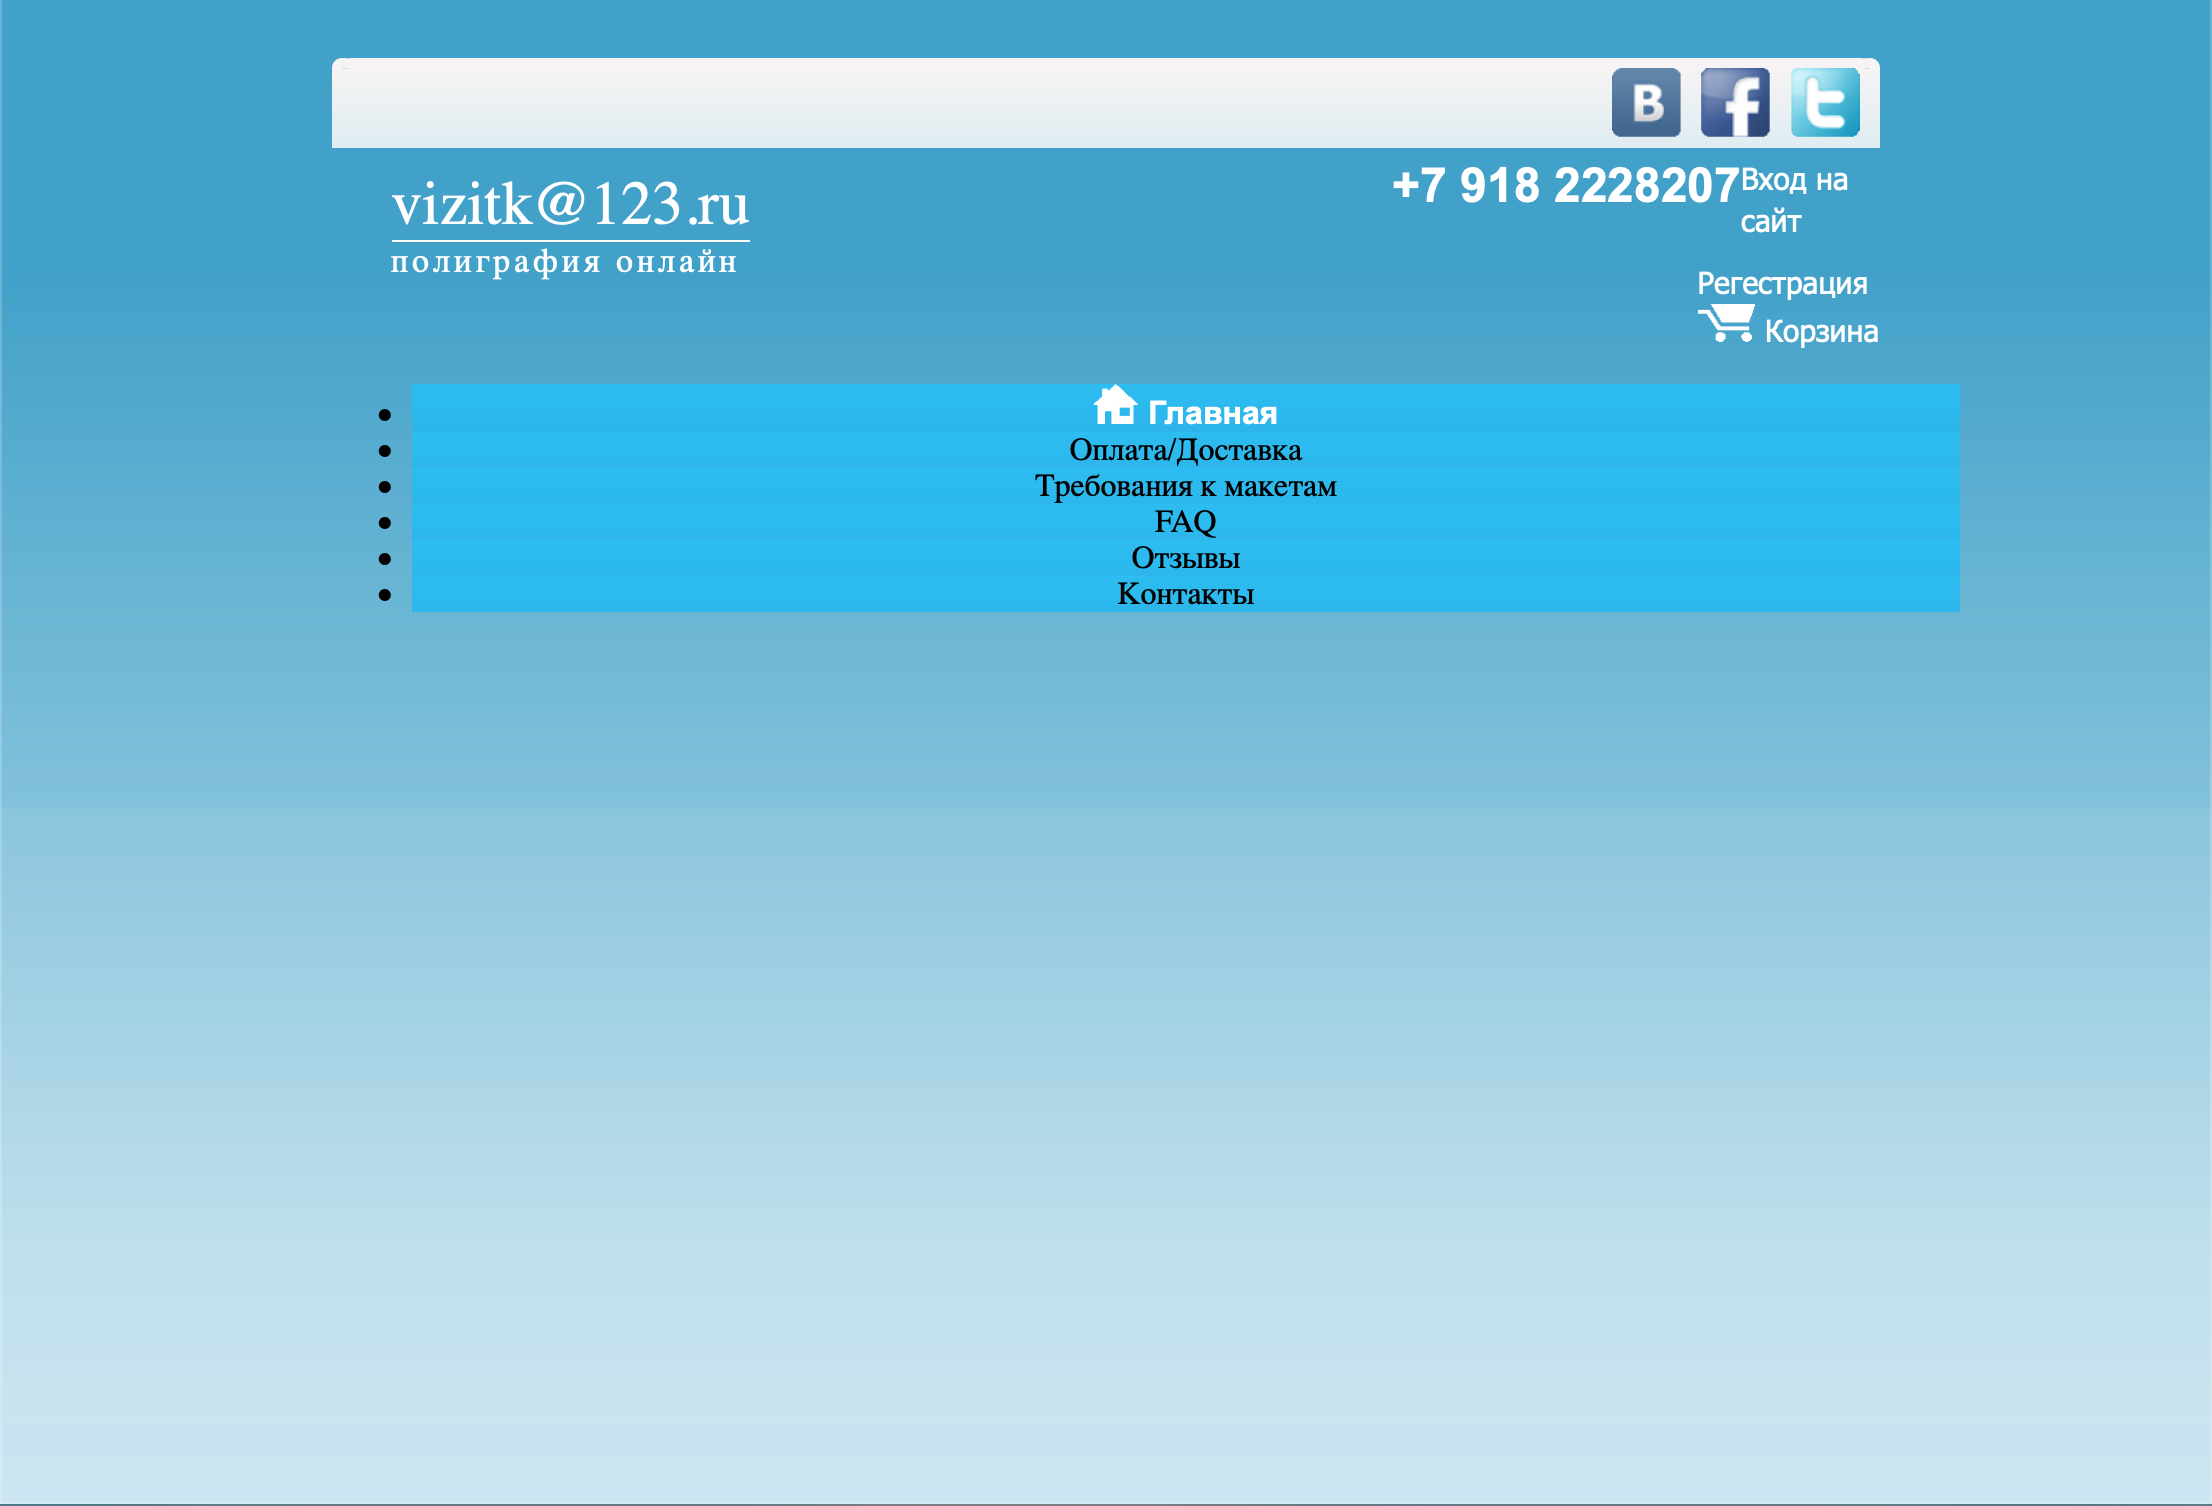 B f t
vizitk@123.ru
полиграфия онлайн
+7 918 2228207
Вход на
сайт
Регестрация
Корзина
Главная
Оплата/Доставка
Требования к макетам
FAQ
Отзывы
Контакты